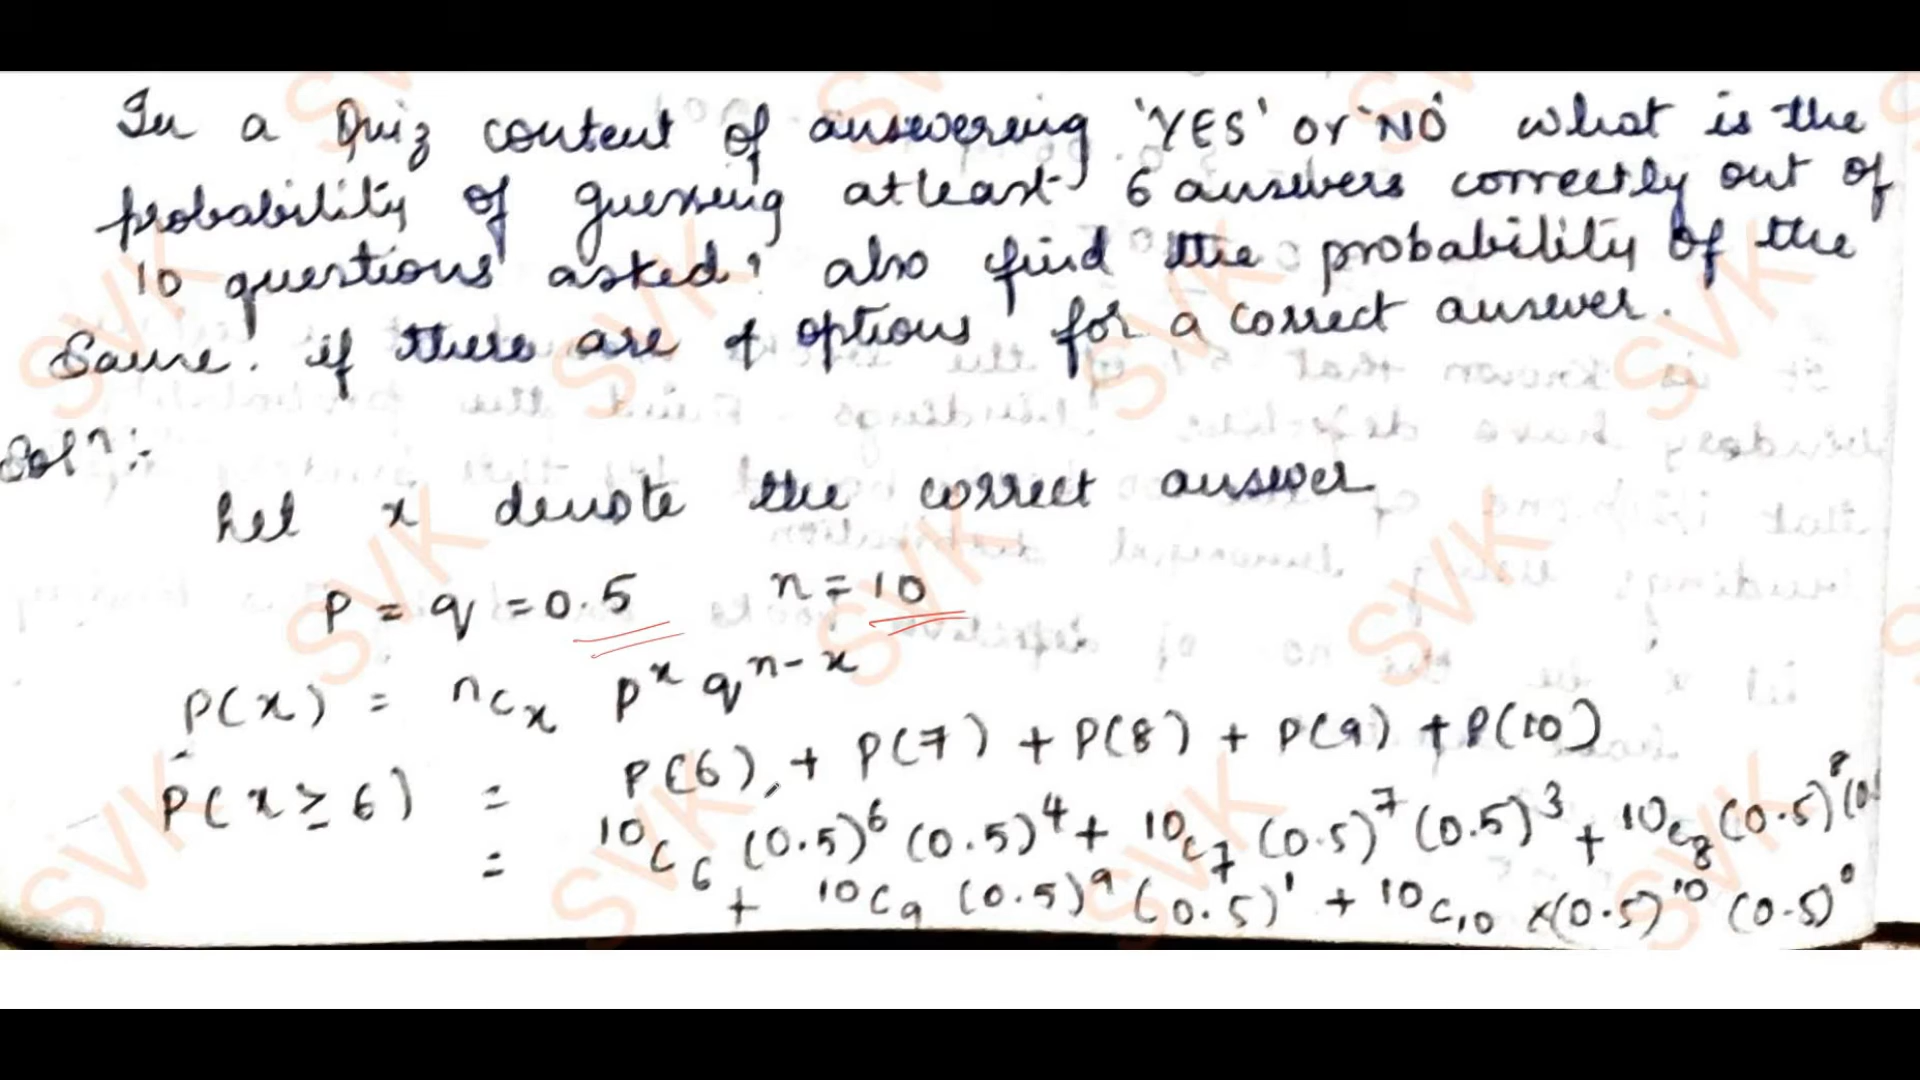 In a Quiz content of answering 'YES' or 'NO' what is the
probability of guessing atleast 6 answers correctly out of
10 questions asked? also find the probability of the
Same. if there are 4 options for a correct answer.
Solⁿ:-
Let x denote the correct answer
P = q = 0.5 n = 10
P(x) = ⁿCₓ pˣ qⁿ⁻ˣ
P(x ≥ 6) = P(6) + P(7) + P(8) + P(9) + P(10)
= ¹⁰C₆ (0.5)⁶ (0.5)⁴ + ¹⁰C₇ (0.5)⁷ (0.5)³ + ¹⁰C₈ (0.5)⁸ (0.
+ ¹⁰C₉ (0.5)⁹ (0.5)¹ + ¹⁰C₁₀ ×(0.5)¹⁰ (0.5)⁰